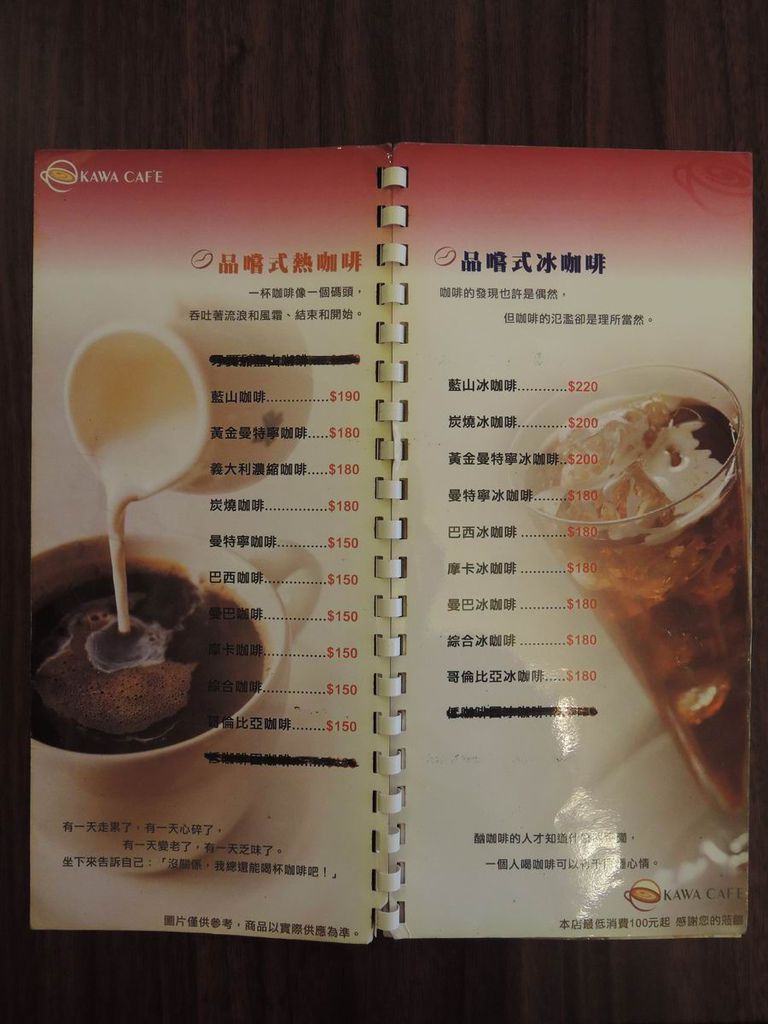 KAWA CAFE
品嚐式熱咖啡
一杯咖啡像一個碼頭，
吞吐著流浪和風霜、結束和開始。
藍山咖啡..............$190
黃金曼特寧咖啡.....$180
義大利濃縮咖啡.....$180
炭燒咖啡..............$180
曼特寧咖啡...........$150
巴西咖啡..............$150
曼巴咖啡..............$150
摩卡咖啡..............$150
綜合咖啡..............$150
哥倫比亞咖啡........$150
有一天走累了，有一天心碎了，
有一天變老了，有一天乏味了。
坐下來告訴自己：「沒關係，我總還能喝杯咖啡吧！」
圖片僅供參考，商品以實際供應為準。
品嚐式冰咖啡
咖啡的發現也許是偶然，
但咖啡的氾濫卻是理所當然。
藍山冰咖啡............$220
炭燒冰咖啡............$200
黃金曼特寧冰咖啡..$200
曼特寧冰咖啡........$180
巴西冰咖啡...........$180
摩卡冰咖啡...........$180
曼巴冰咖啡...........$180
綜合冰咖啡...........$180
哥倫比亞冰咖啡.....$180
的人才知道什
一個人喝咖啡可以有千 種心情。
KAWA CAFE
本店最低消費100元起 感謝您的蒞臨